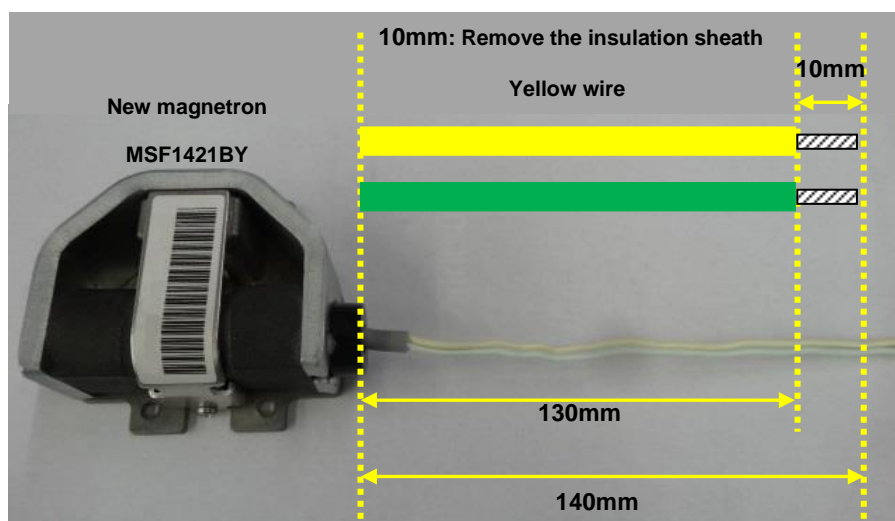 10mm: Remove the insulation sheath
10mm
Yellow wire
New magnetron
MSF1421BY
130mm
140mm